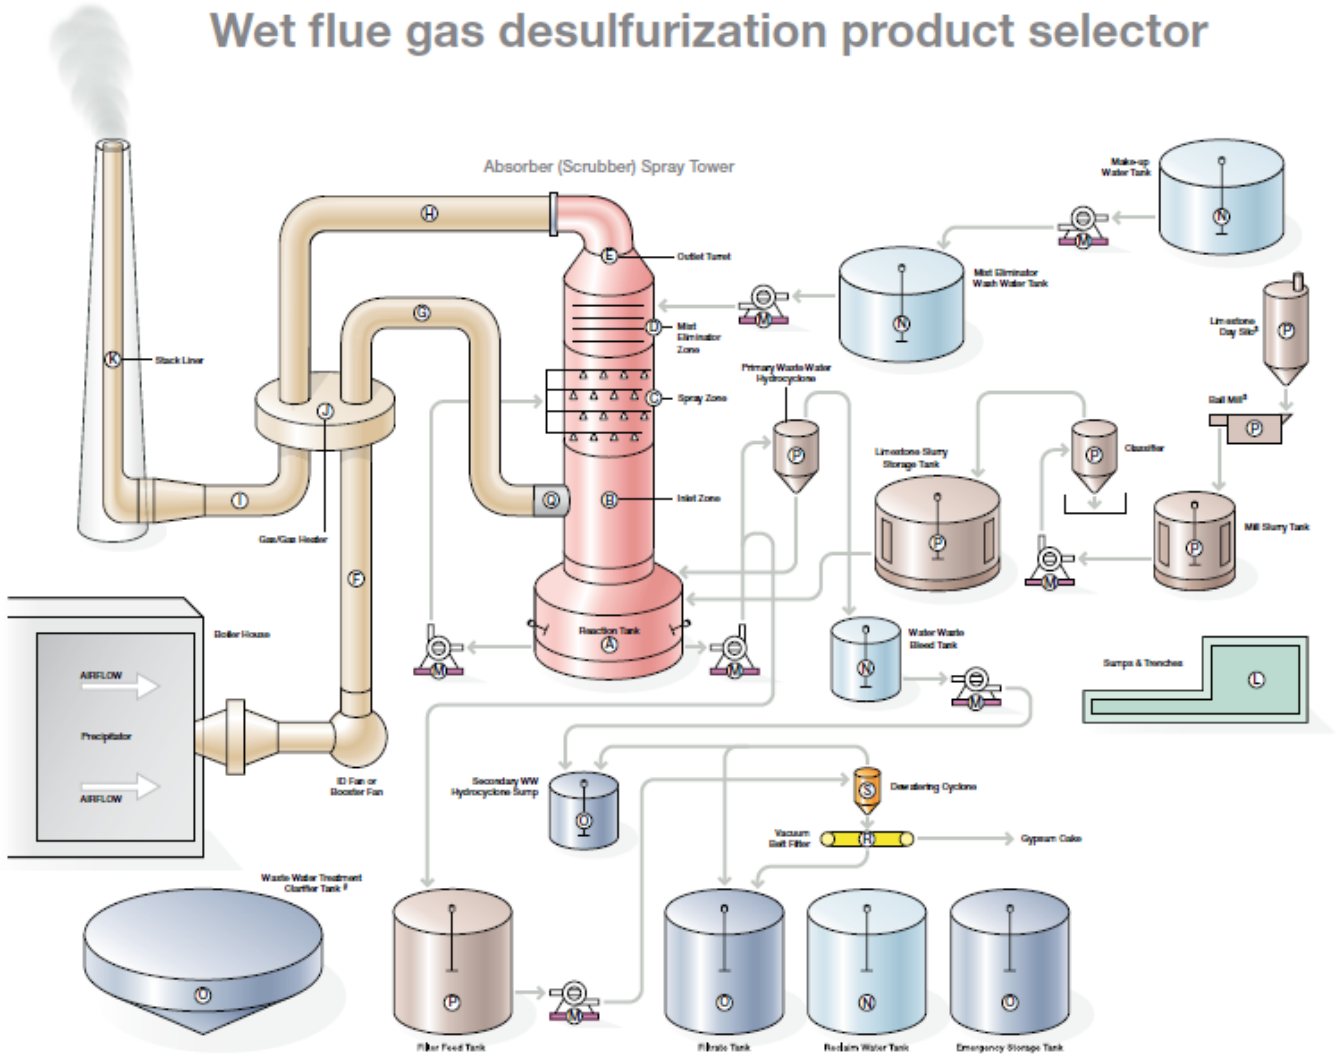 Wet flue gas desulfurization product selector
Absorber (Scrubber) Spray Tower
Make-up
Water Tank
N
H
M
E
Outlet Turret
Mist Eliminator
Wash Water Tank
N
M
G
D
Mist
Eliminator
Zone
Limestone
Day Silo
P
K
Stack Liner
Primary Waste Water
Hydrocyclone
J
C
Spray Zone
Ball Mill
P
P
Limestone Slurry
Storage Tank
P
Classifier
I
Q
B
Inlet Zone
Gas/Gas Heater
P
P
Mill Slurry Tank
M
F
Boiler House
Reaction Tank
A
M
M
Water Waste
Bleed Tank
N
M
Sumps & Trenches
L
AIRFLOW
Precipitator
AIRFLOW
ID Fan or
Booster Fan
Secondary WW
Hydrocyclone Sump
O
S
Dewatering Cyclone
Vacuum
Belt Filter
R
Gypsum Cake
Waste Water Treatment
Clarifier Tank
O
P
M
O
N
O
Filter Feed Tank
Filtrate Tank
Reclaim Water Tank
Emergency Storage Tank